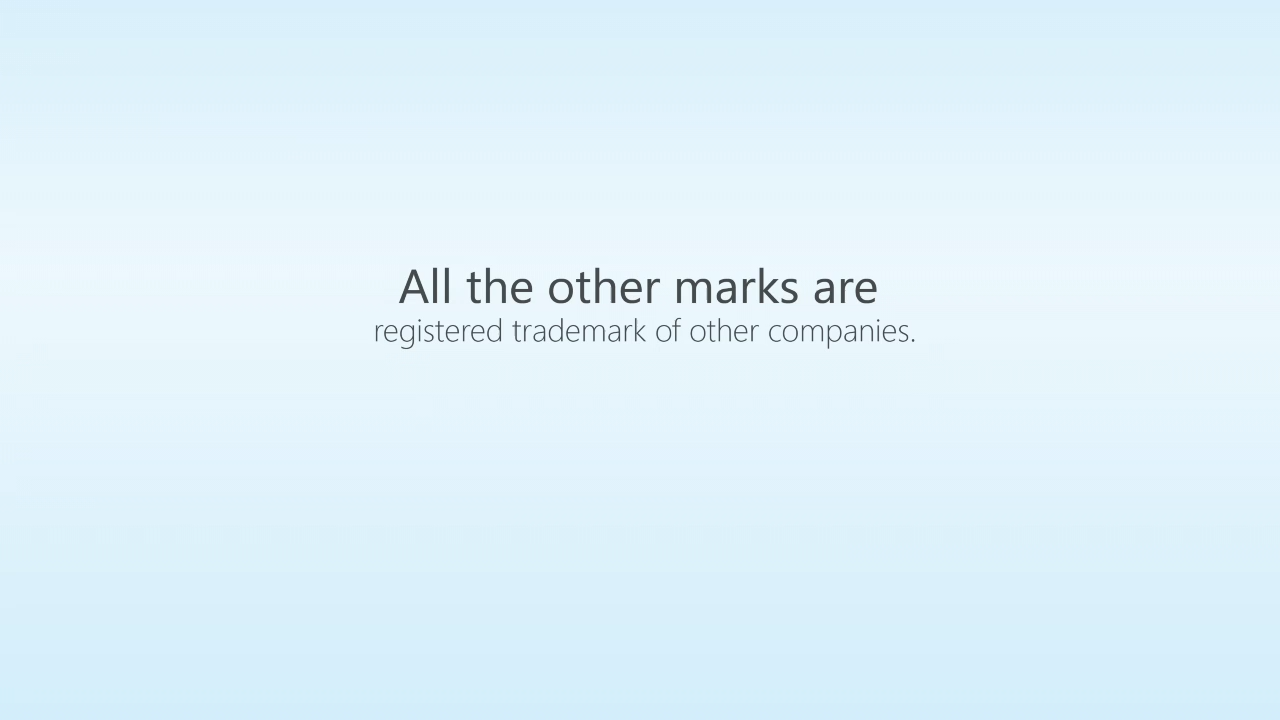 All the other marks are
registered trademark of other companies.